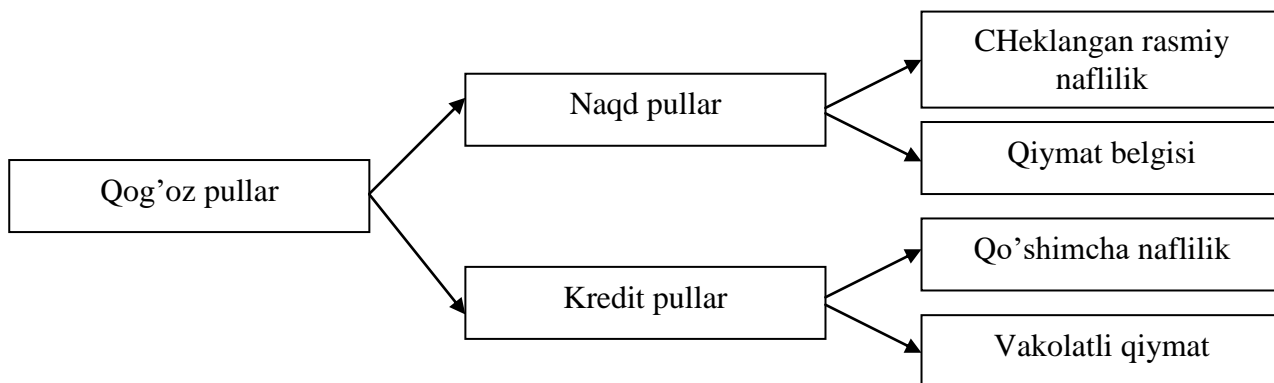 Qog’oz pullar
Naqd pullar
Kredit pullar
CHeklangan rasmiy
naflilik
Qiymat belgisi
Qo’shimcha naflilik
Vakolatli qiymat